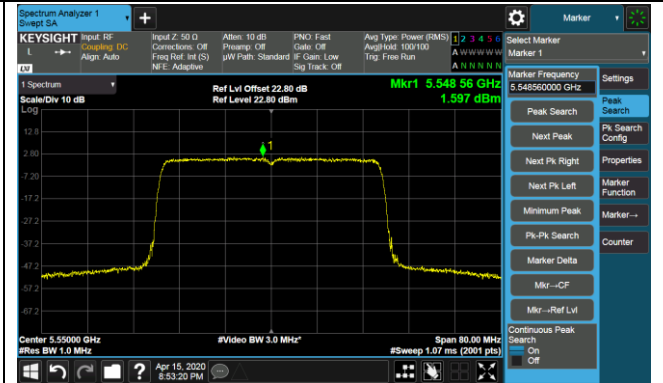 Spectrum Analyzer 1
Swept SA
Marker
KEYSIGHT
Input: RF
Coupling: DC
Align: Auto
Input Z: 50 Ω
Corrections: Off
Freq Ref: Int (S)
NFE: Adaptive
Atten: 10 dB
Preamp: Off
µW Path: Standard
PNO: Fast
Gate: Off
IF Gain: Low
Sig Track: Off
Avg Type: Power (RMS)
Avg|Hold: 100/100
Trig: Free Run
1 2 3 4 5 6
A W W W W W
A N N N N N
Select Marker
Marker 1
1 Spectrum
Scale/Div 10 dB
Log
Ref Lvl Offset 22.80 dB
Ref Level 22.80 dBm
Mkr1 5.548 56 GHz
1.597 dBm
12.8
2.80
-7.20
-17.2
-27.2
-37.2
-47.2
-57.2
-67.2
1
Center 5.55000 GHz
#Res BW 1.0 MHz
#Video BW 3.0 MHz*
Span 80.00 MHz
#Sweep 1.07 ms (2001 pts)
Marker Frequency
5.548560000 GHz
Peak Search
Next Peak
Next Pk Right
Next Pk Left
Minimum Peak
Pk-Pk Search
Marker Delta
Mkr→CF
Mkr→Ref Lvl
Continuous Peak
Search
On
Off
Settings
Peak
Search
Pk Search
Config
Properties
Marker
Function
Marker→
Counter
Apr 15, 2020
8:53:20 PM